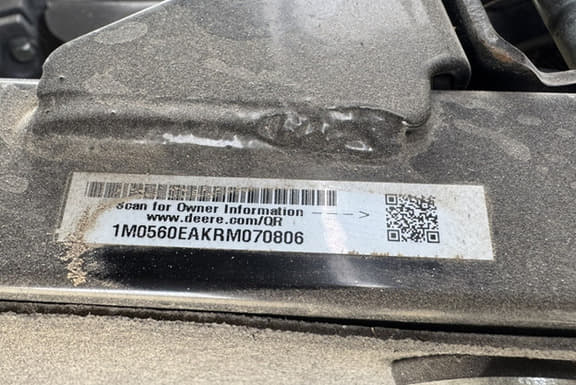 Scan for Owner Information ---->
www.deere.com/QR
1M0560EAKRM070806